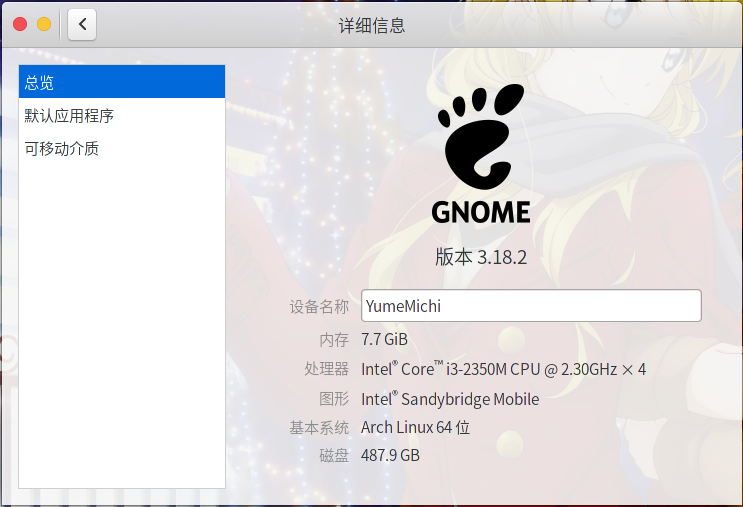 详细信息
总览
默认应用程序
可移动介质
GNOME
版本 3.18.2
设备名称 YumeMichi
内存 7.7 GiB
处理器 Intel® Core™ i3-2350M CPU @ 2.30GHz × 4
图形 Intel® Sandybridge Mobile
基本系统 Arch Linux 64 位
磁盘 487.9 GB